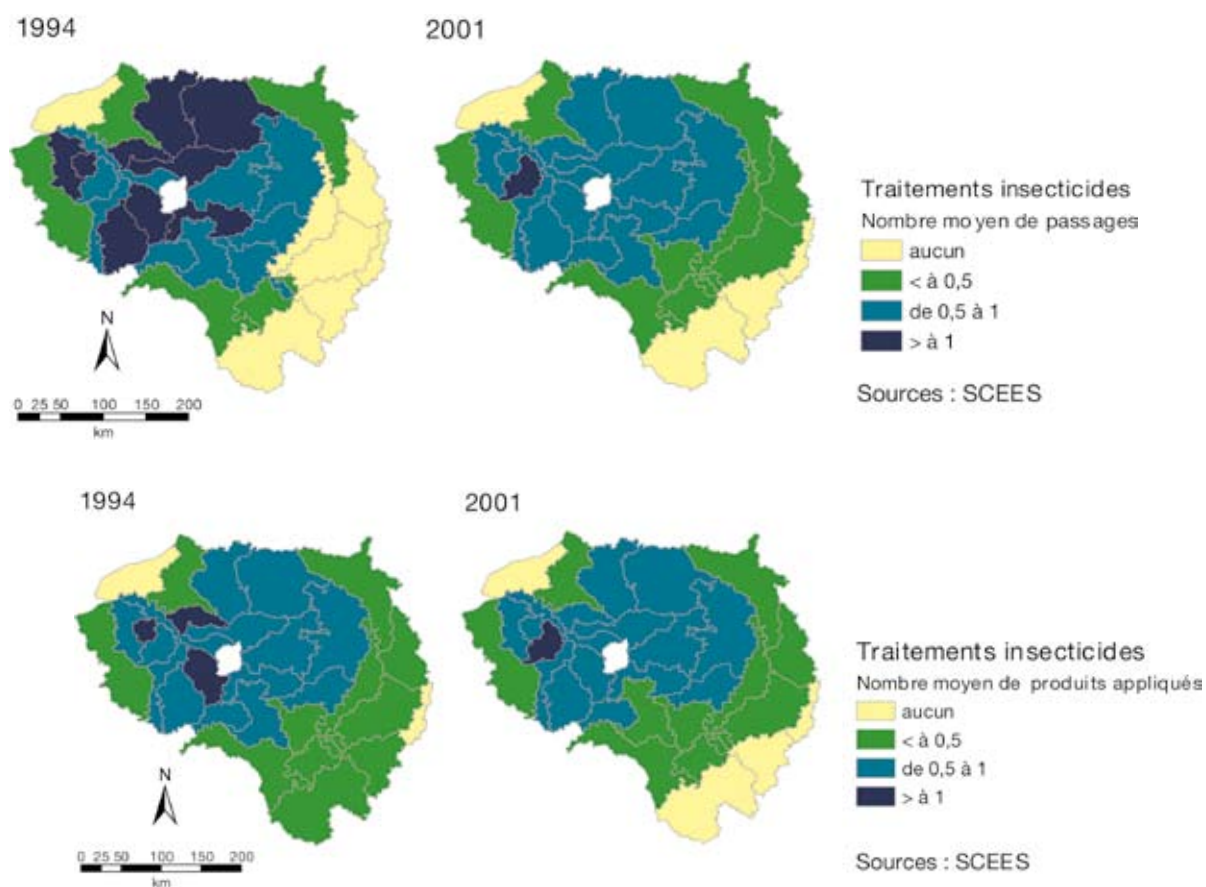 1994
2001
Traitements insecticides
Nombre moyen de passages
aucun
< à 0,5
de 0,5 à 1
> à 1
Sources : SCEES
N
0 25 50 100 150 200
km
1994
2001
Traitements insecticides
Nombre moyen de produits appliqués
aucun
< à 0,5
de 0,5 à 1
> à 1
Sources : SCEES
N
0 25 50 100 150 200
km